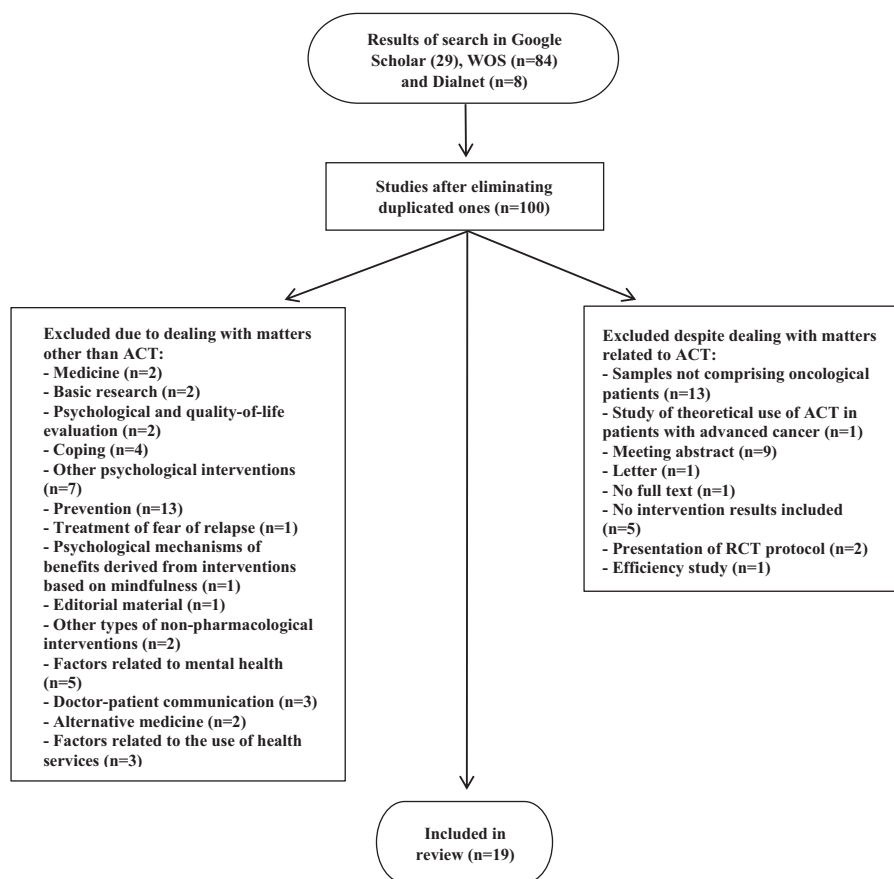 Results of search in Google
Scholar (29), WOS (n=84)
and Dialnet (n=8)
Studies after eliminating
duplicated ones (n=100)
Excluded due to dealing with matters
other than ACT:
- Medicine (n=2)
- Basic research (n=2)
- Psychological and quality-of-life
evaluation (n=2)
- Coping (n=4)
- Other psychological interventions
(n=7)
- Prevention (n=13)
- Treatment of fear of relapse (n=1)
- Psychological mechanisms of
benefits derived from interventions
based on mindfulness (n=1)
- Editorial material (n=1)
- Other types of non-pharmacological
interventions (n=2)
- Factors related to mental health
(n=5)
- Doctor-patient communication (n=3)
- Alternative medicine (n=2)
- Factors related to the use of health
services (n=3)
Excluded despite dealing with matters
related to ACT:
- Samples not comprising oncological
patients (n=13)
- Study of theoretical use of ACT in
patients with advanced cancer (n=1)
- Meeting abstract (n=9)
- Letter (n=1)
- No full text (n=1)
- No intervention results included
(n=5)
- Presentation of RCT protocol (n=2)
- Efficiency study (n=1)
Included in
review (n=19)